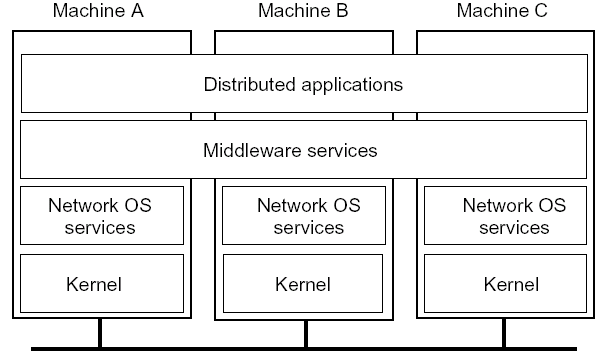 Machine A Machine B Machine C
Distributed applications
Middleware services
Network OS services
Network OS services
Network OS services
Kernel Kernel Kernel